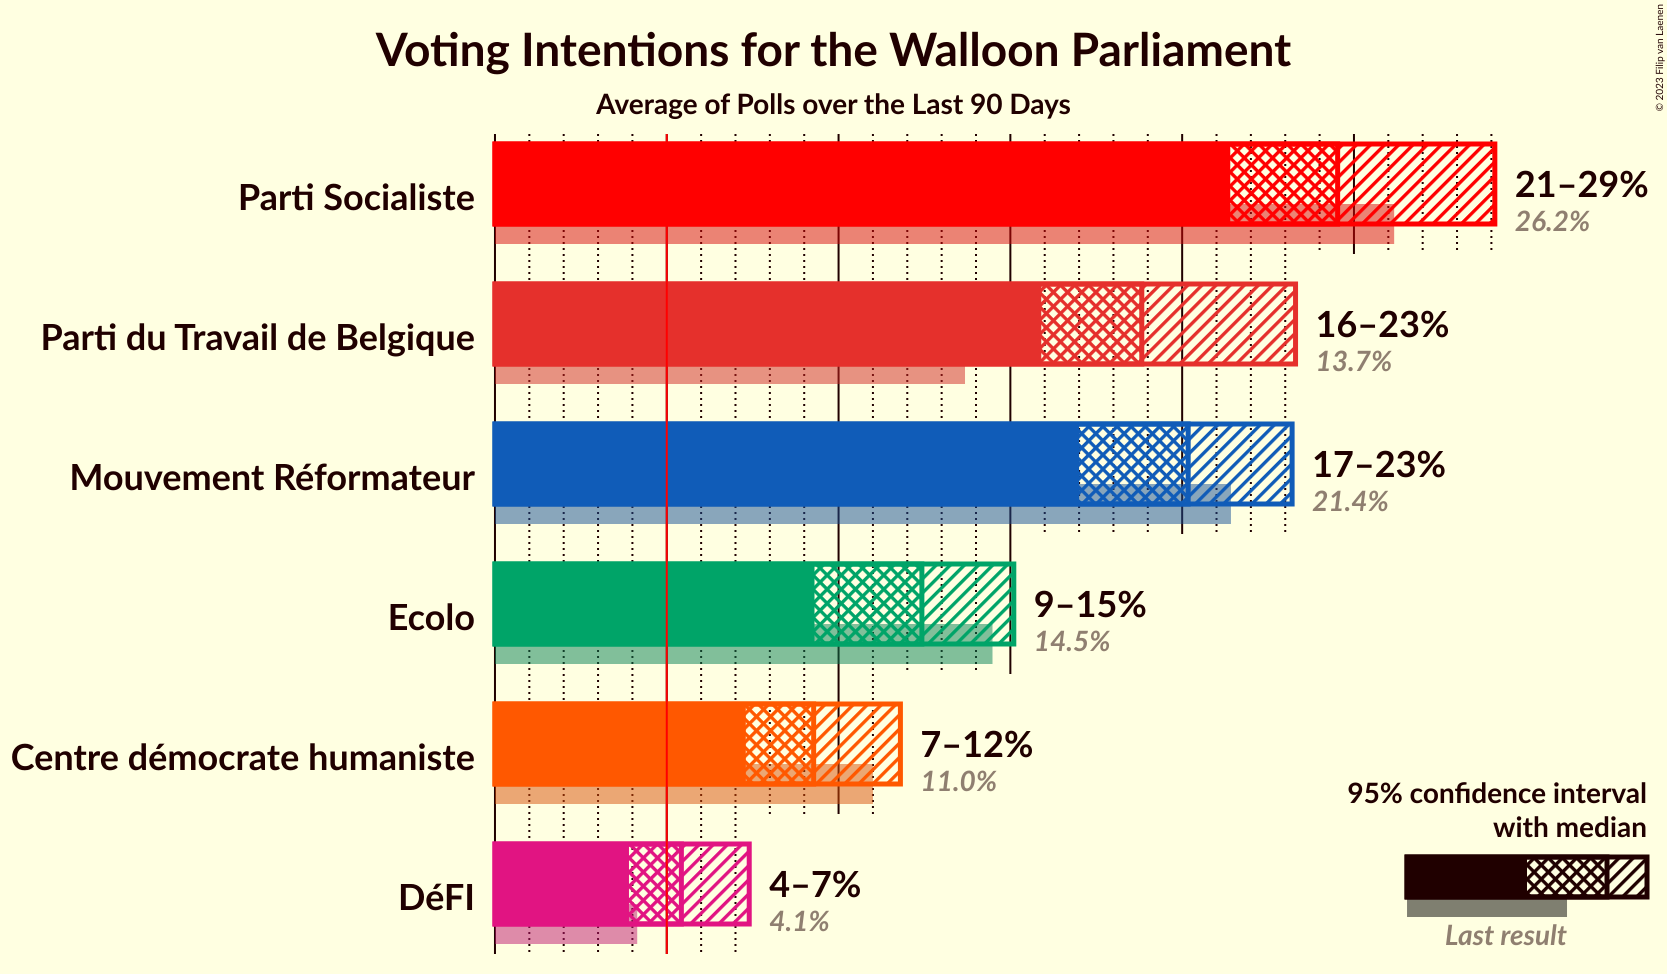 Voting Intentions for the Walloon Parliament
Average of Polls over the Last 90 Days
© 2023 Filip van Laenen
Parti Socialiste
21–29%
26.2%
Parti du Travail de Belgique
16–23%
13.7%
Mouvement Réformateur
17–23%
21.4%
Ecolo
9–15%
14.5%
Centre démocrate humaniste
7–12%
11.0%
DéFI
4–7%
4.1%
95% confidence interval
with median
Last result